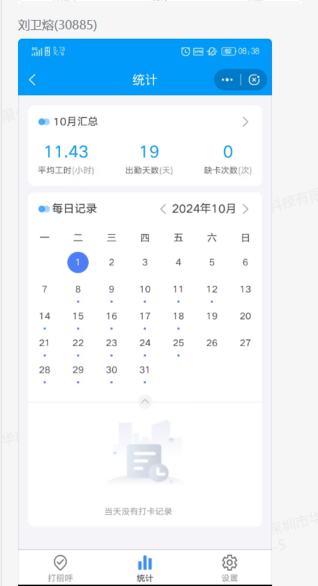 刘卫熔(30885)
08:38
统计
10月汇总
11.43 19 0
平均工时(小时) 出勤天数(天) 缺卡次数(次)
每日记录 2024年10月
一 二 三 四 五 六 日
1 2 3 4 5 6
7 8 9 10 11 12 13
14 15 16 17 18 19 20
21 22 23 24 25 26 27
28 29 30 31
当天没有打卡记录
打招呼 统计 设置